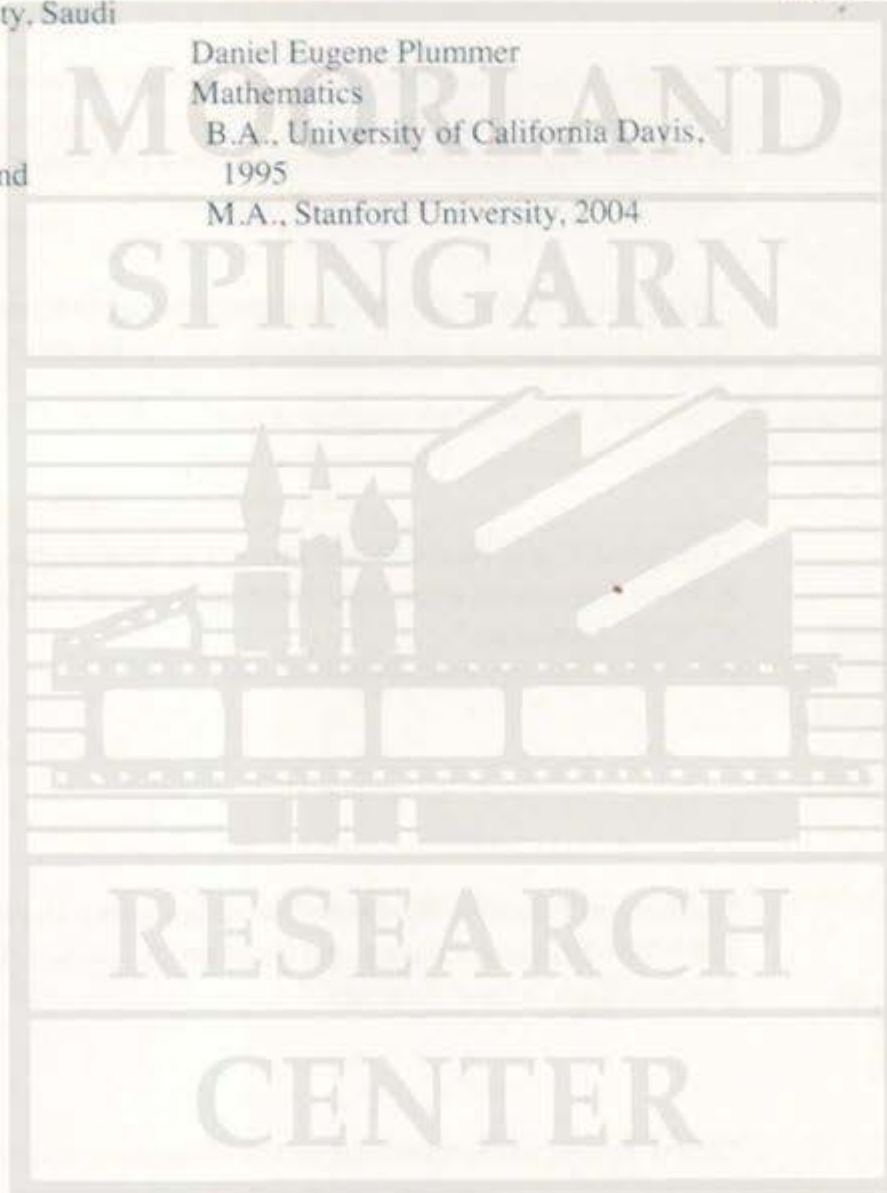 ty, Saudi
nd
Daniel Eugene Plummer
Mathematics
B.A., University of California Davis,
1995
M.A., Stanford University, 2004
MOORLAND
SPINGARN
RESEARCH
CENTER